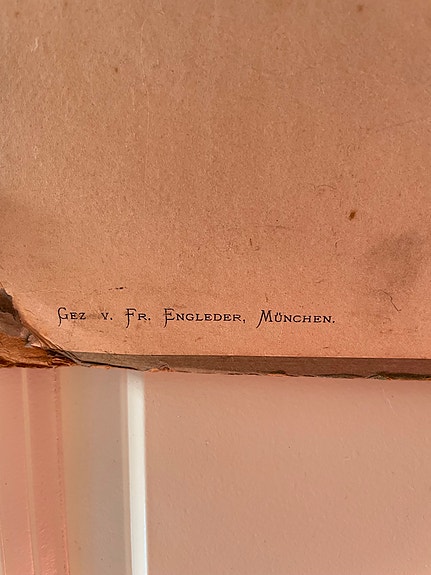 Gez v. Fr. Engleder, München.